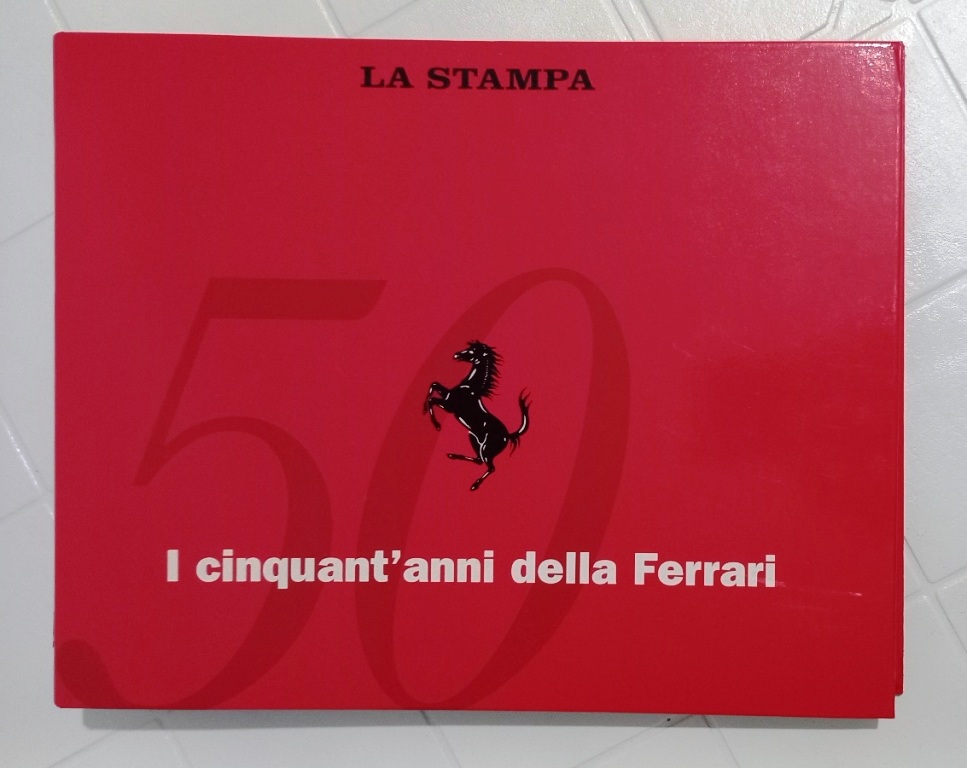 LA STAMPA
50
I cinquant'anni della Ferrari